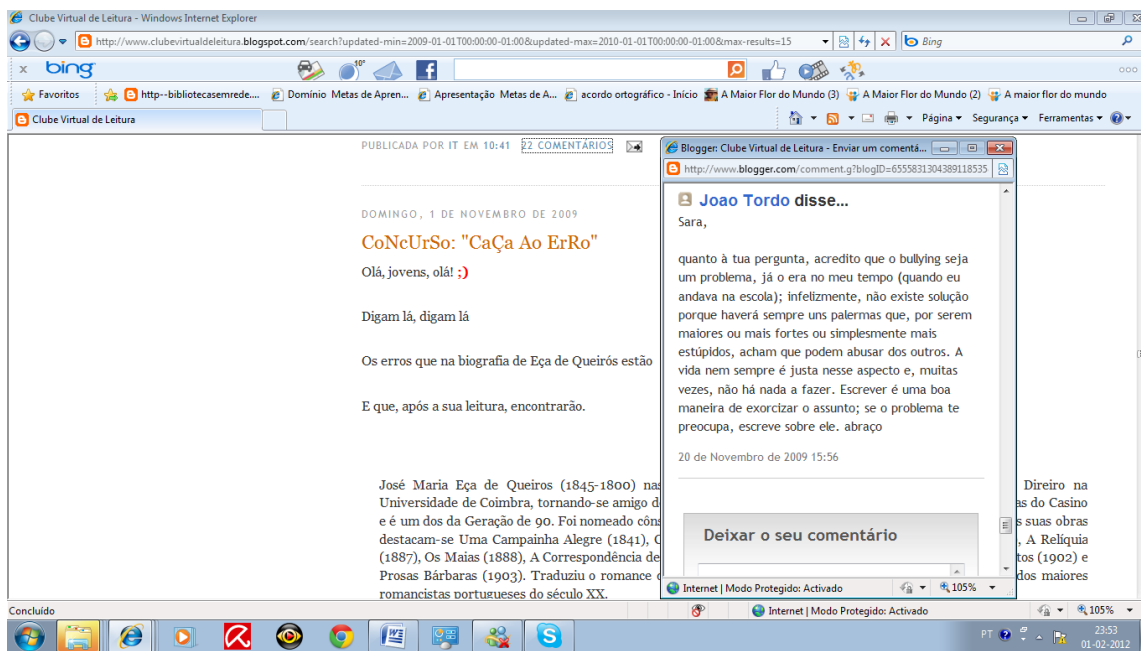 Clube Virtual de Leitura - Windows Internet Explorer
http://www.clubevirtualdeleitura.blogspot.com/search?updated-min=2009-01-01T00:00:00-01:00&updated-max=2010-01-01T00:00:00-01:00&max-results=15
Bing
x bing 10°
Favoritos http--bibliotecasemrede.... Domínio Metas de Apren... Apresentação Metas de A... acordo ortográfico - Início A Maior Flor do Mundo (3) A Maior Flor do Mundo (2) A maior flor do mundo
Clube Virtual de Leitura
Página Segurança Ferramentas
PUBLICADA POR IT EM 10:41 22 COMENTÁRIOS
DOMINGO, 1 DE NOVEMBRO DE 2009
CoNcUrSo: "CaÇa Ao ErRo"
Olá, jovens, olá! ;)
Digam lá, digam lá
Os erros que na biografia de Eça de Queirós estão
E que, após a sua leitura, encontrarão.
José Maria Eça de Queiros (1845-1800) nas
Direiro na
Universidade de Coimbra, tornando-se amigo d
as do Casino
e é um dos da Geração de 90. Foi nomeado côns
s suas obras
destacam-se Uma Campainha Alegre (1841), C
, A Relíquia
(1887), Os Maias (1888), A Correspondência de
tos (1902) e
Prosas Bárbaras (1903). Traduziu o romance
dos maiores
romancistas portugueses do século XX.
Blogger: Clube Virtual de Leitura - Enviar um comentá...
http://www.blogger.com/comment.g?blogID=6555831304389118535
Joao Tordo disse...
Sara,
quanto à tua pergunta, acredito que o bullying seja
um problema, já o era no meu tempo (quando eu
andava na escola); infelizmente, não existe solução
porque haverá sempre uns palermas que, por serem
maiores ou mais fortes ou simplesmente mais
estúpidos, acham que podem abusar dos outros. A
vida nem sempre é justa nesse aspecto e, muitas
vezes, não há nada a fazer. Escrever é uma boa
maneira de exorcizar o assunto; se o problema te
preocupa, escreve sobre ele. abraço
20 de Novembro de 2009 15:56
Deixar o seu comentário
Internet | Modo Protegido: Activado 105%
Concluído
Internet | Modo Protegido: Activado 105%
PT 23:53
01-02-2012